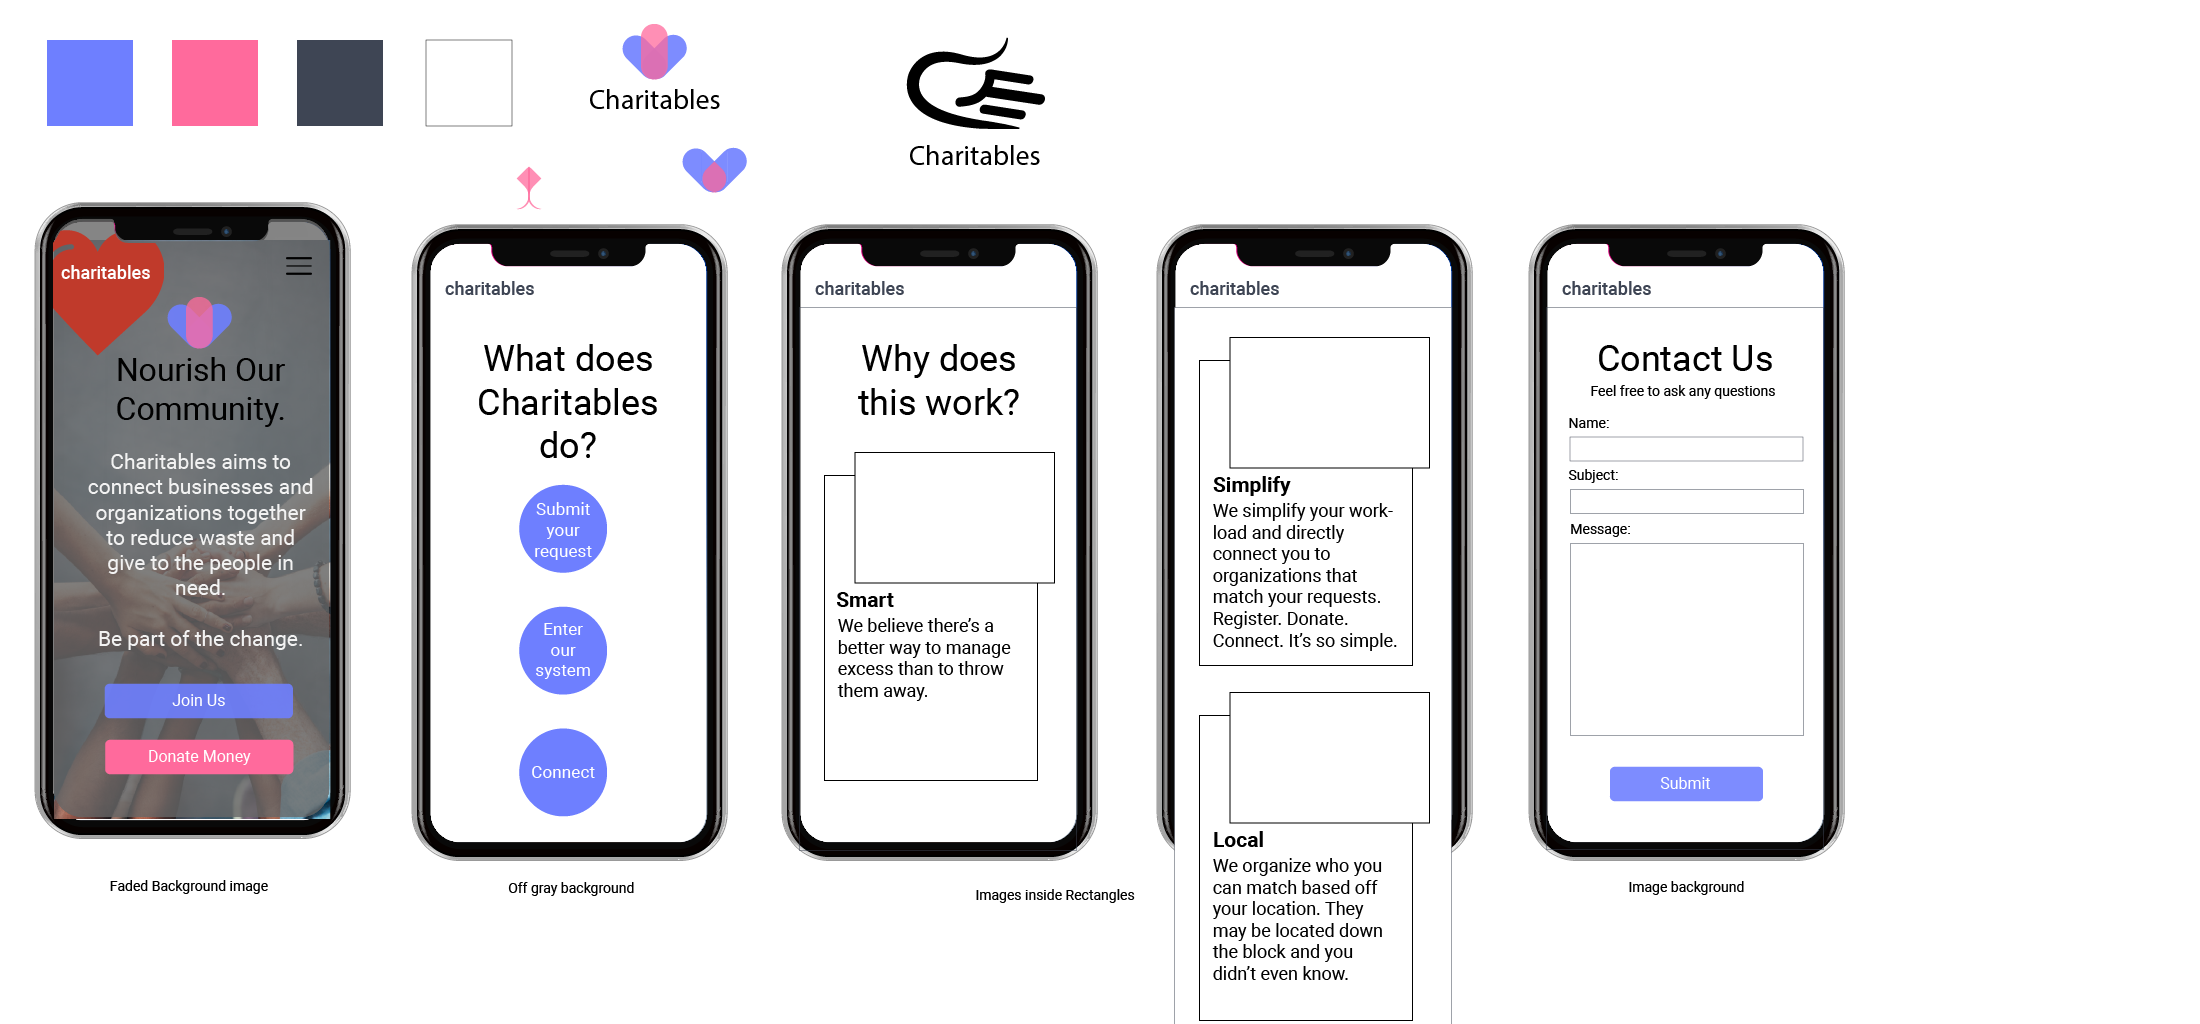 Charitables
Charitables
charitables
Nourish Our
Community.
Charitables aims to
connect businesses and
organizations together
to reduce waste and
give to the people in
need.
Be part of the change.
Join Us
Donate Money
Faded Background image
charitables
What does
Charitables
do?
Submit
your
request
Enter
our
system
Connect
Off gray background
charitables
Why does
this work?
Smart
We believe there’s a
better way to manage
excess than to throw
them away.
Images inside Rectangles
charitables
Simplify
We simplify your work-
load and directly
connect you to
organizations that
match your requests.
Register. Donate.
Connect. It’s so simple.
Local
We organize who you
can match based off
your location. They
may be located down
the block and you
didn’t even know.
charitables
Contact Us
Feel free to ask any questions
Name:
Subject:
Message:
Submit
Image background